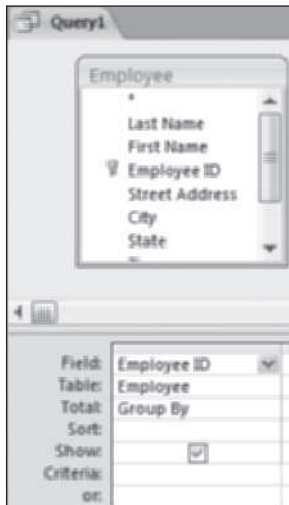 Query1
Employee
*
Last Name
First Name
Employee ID
Street Address
City
State
Field: Employee ID
Table: Employee
Total: Group By
Sort:
Show:
Criteria:
or: